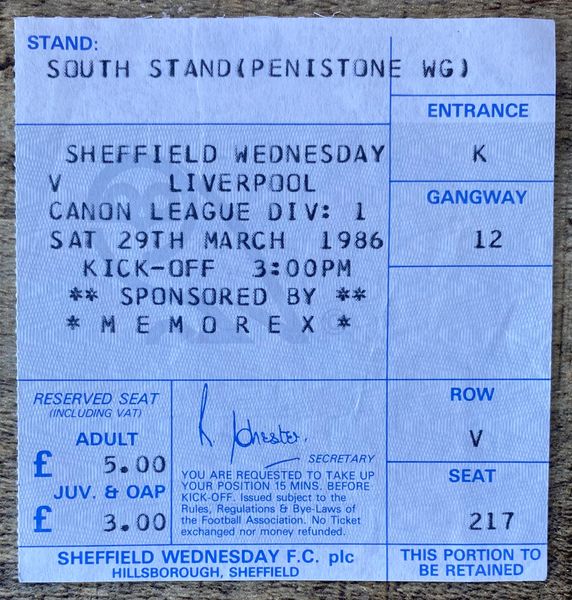 STAND:
SOUTH STAND(PENISTONE WG)
ENTRANCE
K
SHEFFIELD WEDNESDAY
V LIVERPOOL
CANON LEAGUE DIV: 1
SAT 29TH MARCH 1986
KICK-OFF 3:00PM
** SPONSORED BY **
* M E M O R E X *
GANGWAY
12
RESERVED SEAT
(INCLUDING VAT)
ADULT
£ 5.00
JUV. & OAP
£ 3.00
SECRETARY
YOU ARE REQUESTED TO TAKE UP
YOUR POSITION 15 MINS. BEFORE
KICK-OFF. Issued subject to the
Rules, Regulations & Bye-Laws of
the Football Association. No Ticket
exchanged nor money refunded.
ROW
V
SEAT
217
SHEFFIELD WEDNESDAY F.C. plc
HILLSBOROUGH, SHEFFIELD
THIS PORTION TO
BE RETAINED